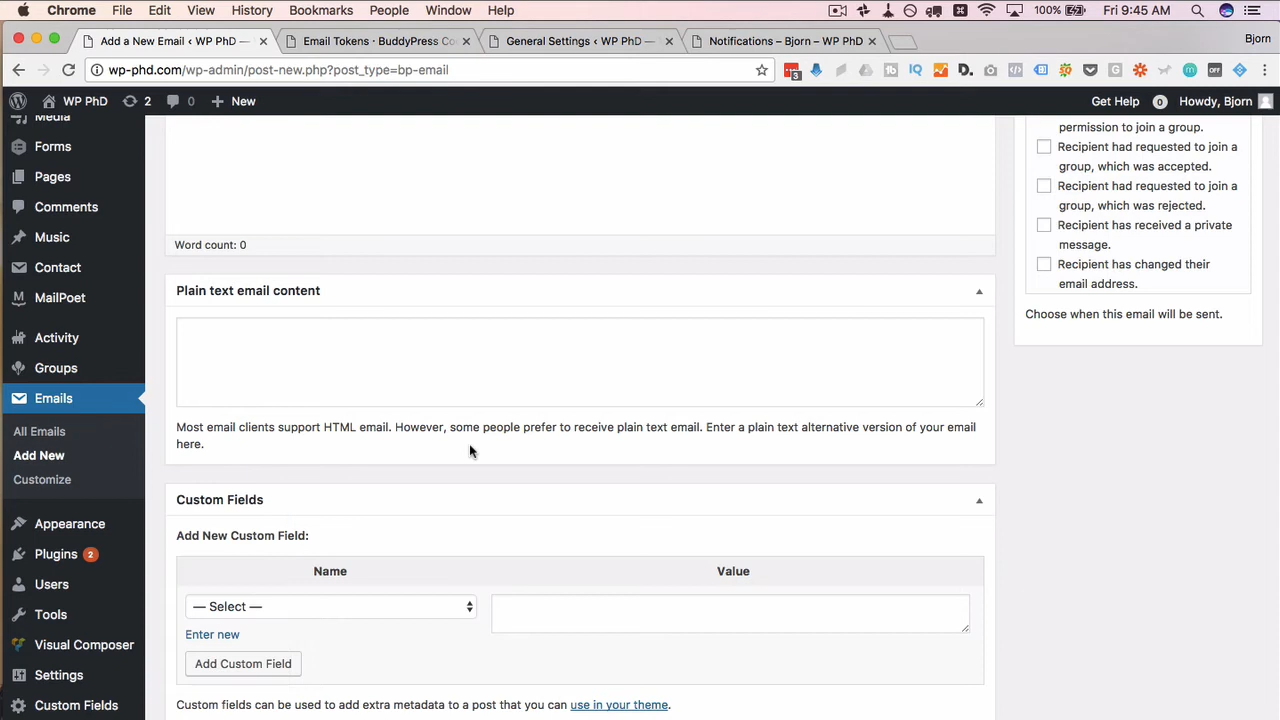 Chrome File Edit View History Bookmarks People Window Help 100% Fri 9:45 AM
Add a New Email ‹ WP PhD — Email Tokens · BuddyPress Co General Settings ‹ WP PhD — Notifications – Bjorn – WP PhD Bjorn
wp-phd.com/wp-admin/post-new.php?post_type=bp-email
WP PhD 2 0 New Get Help 0 Howdy, Bjorn
Media
Forms
Pages
Comments
Music
Contact
MailPoet
Activity
Groups
Emails
All Emails
Add New
Customize
Appearance
Plugins 2
Users
Tools
Visual Composer
Settings
Custom Fields
Word count: 0
Plain text email content
Most email clients support HTML email. However, some people prefer to receive plain text email. Enter a plain text alternative version of your email
here.
Custom Fields
Add New Custom Field:
Name Value
— Select —
Enter new
Add Custom Field
Custom fields can be used to add extra metadata to a post that you can use in your theme.
permission to join a group.
Recipient had requested to join a
group, which was accepted.
Recipient had requested to join a
group, which was rejected.
Recipient has received a private
message.
Recipient has changed their
email address.
Choose when this email will be sent.